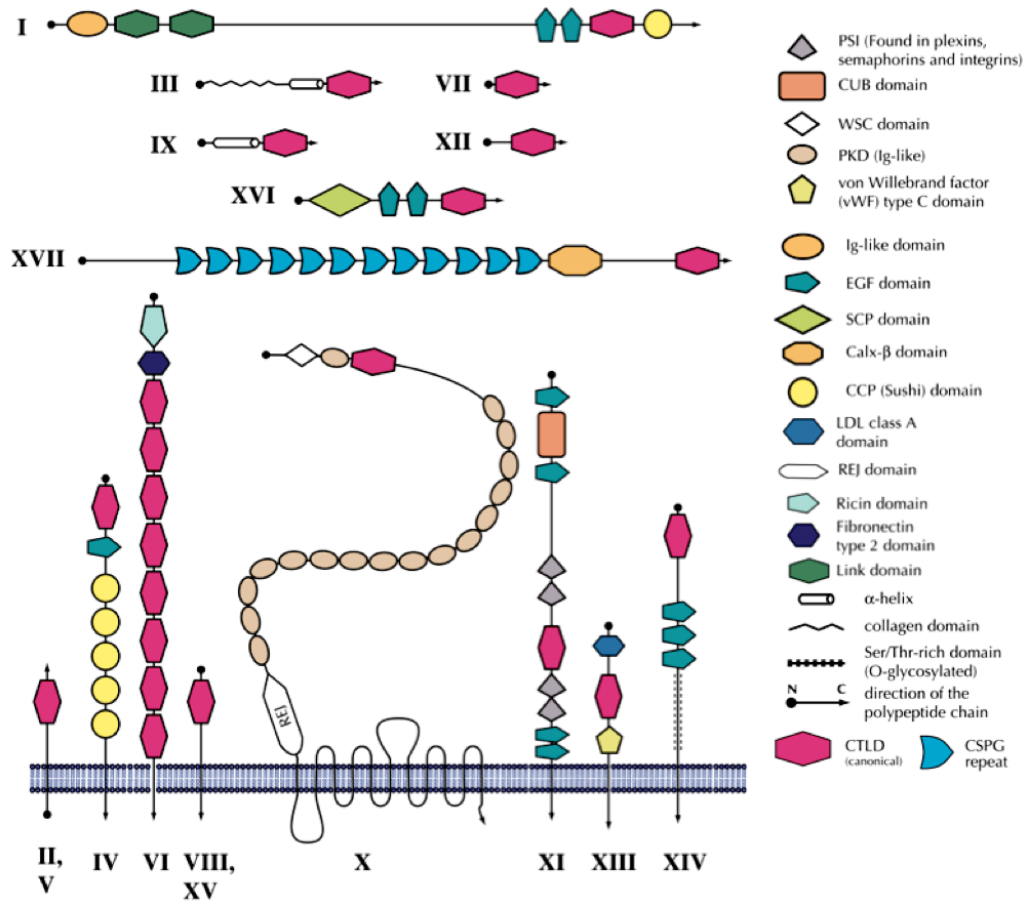 I
III
VII
IX
XII
XVI
XVII
REJ
II,
V
IV
VI
VIII,
XV
X
XI
XIII
XIV
PSI (Found in plexins,
semaphorins and integrins)
CUB domain
WSC domain
PKD (Ig-like)
von Willebrand factor
(vWF) type C domain
Ig-like domain
EGF domain
SCP domain
Calx-β domain
CCP (Sushi) domain
LDL class A
domain
REJ domain
Ricin domain
Fibronectin
type 2 domain
Link domain
α-helix
collagen domain
Ser/Thr-rich domain
(O-glycosylated)
N C
direction of the
polypeptide chain
CTLD
(canonical)
CSPG
repeat